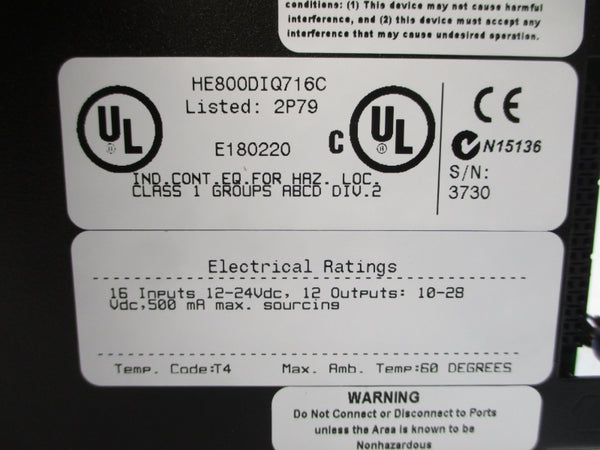 conditions: (1) This device may not cause harmful
interference, and (2) this device must accept any
interference that may cause undesired operation.
HE800DIQ716C
Listed: 2P79
UL
E180220
C UL
CE
N15136
S/N:
3730
IND.CONT.EQ.FOR HAZ. LOC.
CLASS 1 GROUPS ABCD DIV.2
Electrical Ratings
16 Inputs 12-24Vdc, 12 Outputs: 10-28
Vdc,500 mA max. sourcing
Temp. Code:T4 Max. Amb. Temp:60 DEGREES
WARNING
Do Not Connect or Disconnect to Ports
unless the Area is known to be
Nonhazardous